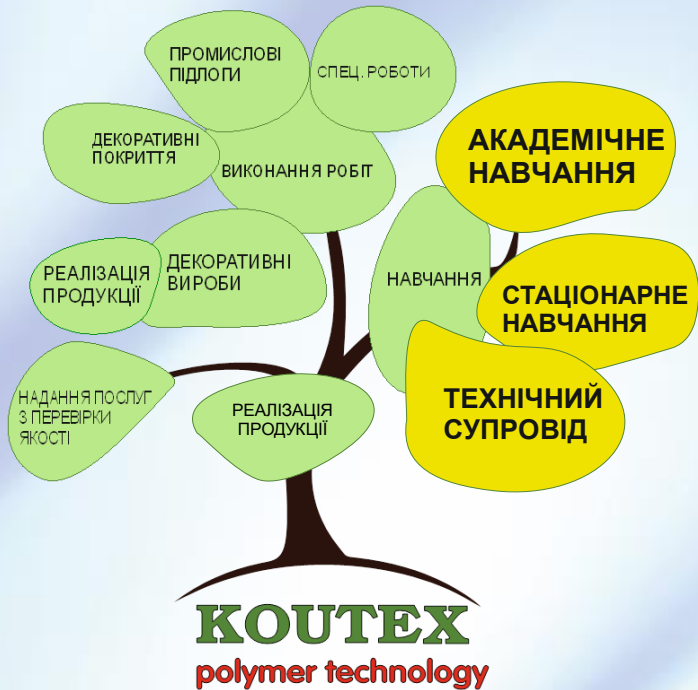 ПРОМИСЛОВІ
ПІДЛОГИ
СПЕЦ. РОБОТИ
ДЕКОРАТИВНІ
ПОКРИТТЯ
ВИКОНАННЯ РОБІТ
АКАДЕМІЧНЕ
НАВЧАННЯ
РЕАЛІЗАЦІЯ
ПРОДУКЦІЇ
ДЕКОРАТИВНІ
ВИРОБИ
НАВЧАННЯ
СТАЦІОНАРНЕ
НАВЧАННЯ
НАДАННЯ ПОСЛУГ
З ПЕРЕВІРКИ
ЯКОСТІ
РЕАЛІЗАЦІЯ
ПРОДУКЦІЇ
ТЕХНІЧНИЙ
СУПРОВІД
KOUTEX
polymer technology